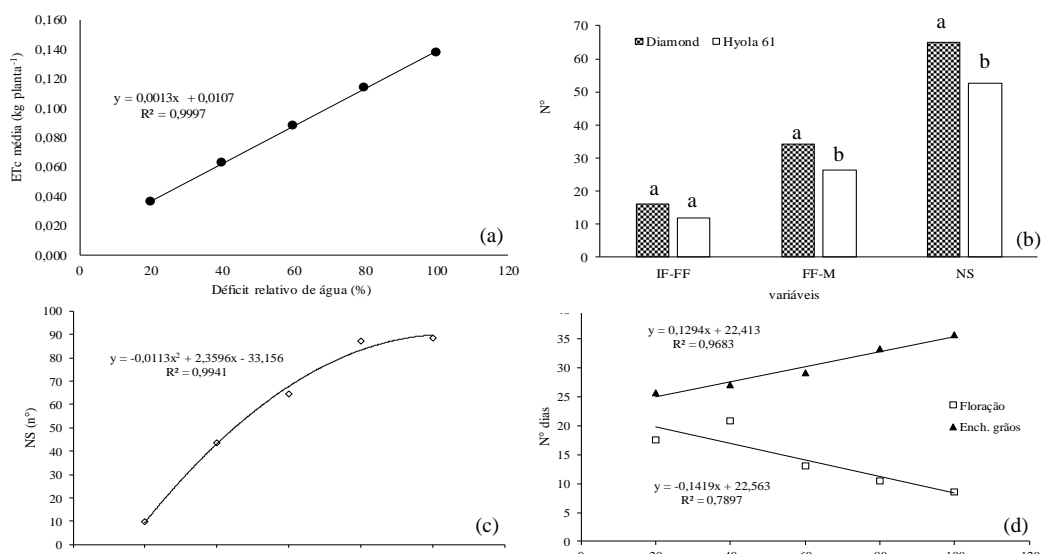 0,160
0,140
0,120
0,100
0,080
0,060
0,040
0,020
0,000
ETc média (kg planta⁻¹)
y = 0,0013x + 0,0107
R² = 0,9997
(a)
0 20 40 60 80 100 120
Déficit relativo de água (%)
70
60
50
40
30
20
10
0
N°
Diamond Hyola 61
a a
a b
a b
(b)
IF-FF FF-M NS
variáveis
100
90
80
70
60
50
40
30
20
10
0
NS (n°)
y = -0,0113x² + 2,3596x - 33,156
R² = 0,9941
(c)
35
30
25
20
15
10
5
0
N° dias
y = 0,1294x + 22,413
R² = 0,9683
Floração
Ench. grãos
y = -0,1419x + 22,563
R² = 0,7897
(d)